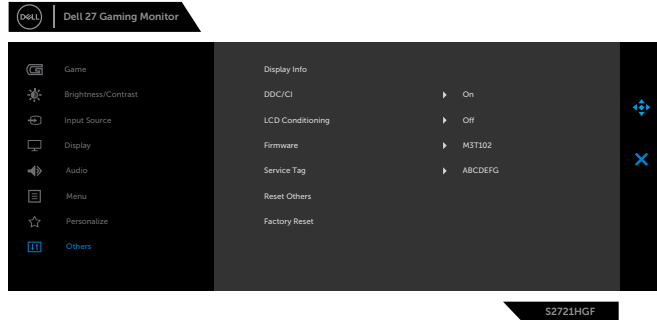 DELL Dell 27 Gaming Monitor
Game Display Info
Brightness/Contrast DDC/CI On
Input Source LCD Conditioning Off
Display Firmware M3T102
Audio Service Tag ABCDEFG
Menu Reset Others
Personalize Factory Reset
Others
S2721HGF